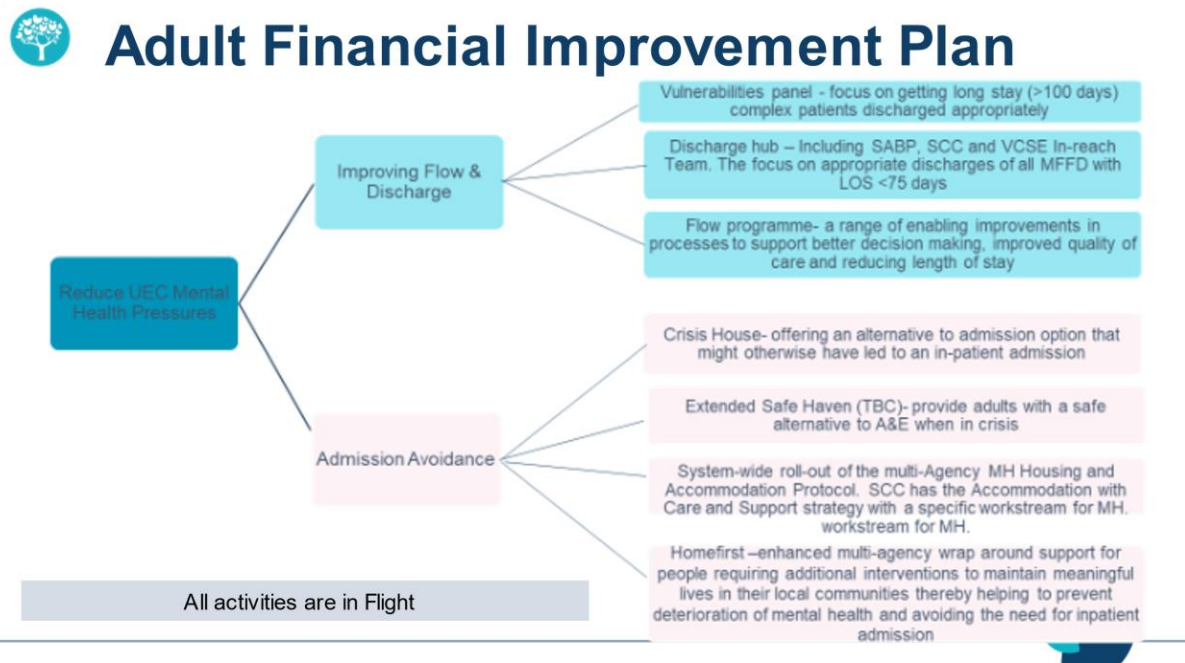 Adult Financial Improvement Plan
Vulnerabilities panel - focus on getting long stay (>100 days)
complex patients discharged appropriately
Improving Flow &
Discharge
Discharge hub – Including SABP, SCC and VCSE In-reach
Team. The focus on appropriate discharges of all MFFD with
LOS <75 days
Flow programme- a range of enabling improvements in
processes to support better decision making, improved quality of
care and reducing length of stay
Reduce UEC Mental
Health Pressures
Crisis House- offering an alternative to admission option that
might otherwise have led to an in-patient admission
Extended Safe Haven (TBC)- provide adults with a safe
alternative to A&E when in crisis
Admission Avoidance
System-wide roll-out of the multi-Agency MH Housing and
Accommodation Protocol. SCC has the Accommodation with
Care and Support strategy with a specific workstream for MH.
workstream for MH.
Homefirst –enhanced multi-agency wrap around support for
people requiring additional interventions to maintain meaningful
lives in their local communities thereby helping to prevent
deterioration of mental health and avoiding the need for inpatient
admission
All activities are in Flight